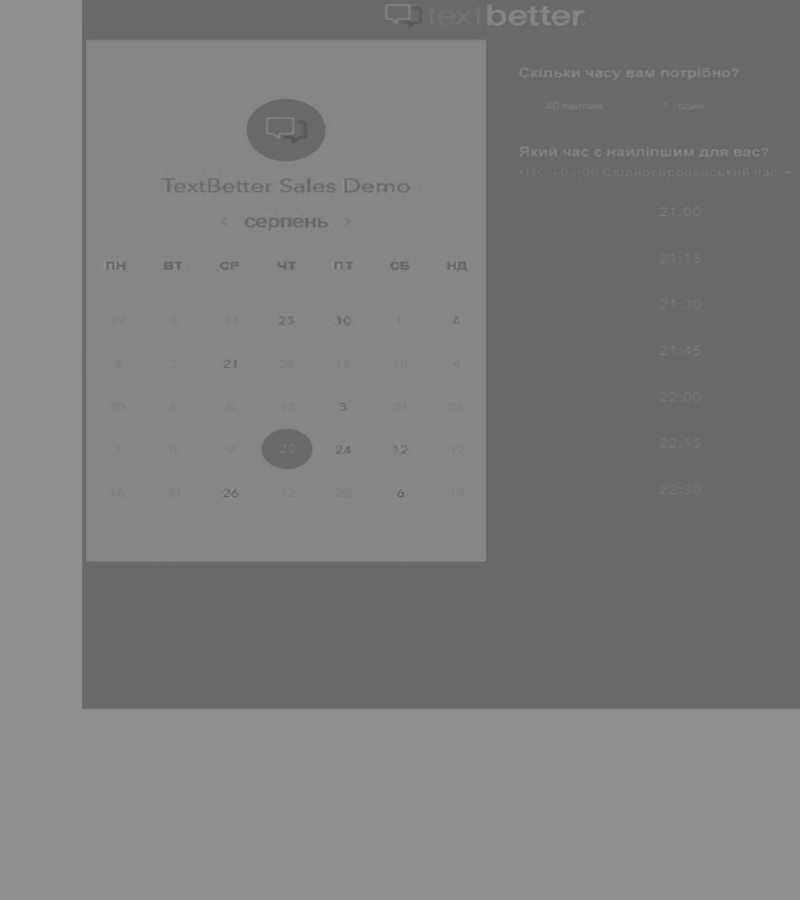 textbetter
TextBetter Sales Demo
< серпень >
ПН ВТ СР ЧТ ПТ СБ НД
27 8 14 23 10 1 4
3 2 21 26 16 18 4
30 6 8 12 3 21 25
7 8 9 23 24 12 12
16 31 26 12 28 6 19
Скільки часу вам потрібно?
40 хвилин 1 годин
Який час є найліпшим для вас?
UTC +03:00 Східноєвропейський час
21:00
21:15
21:30
21:45
22:00
22:15
22:30